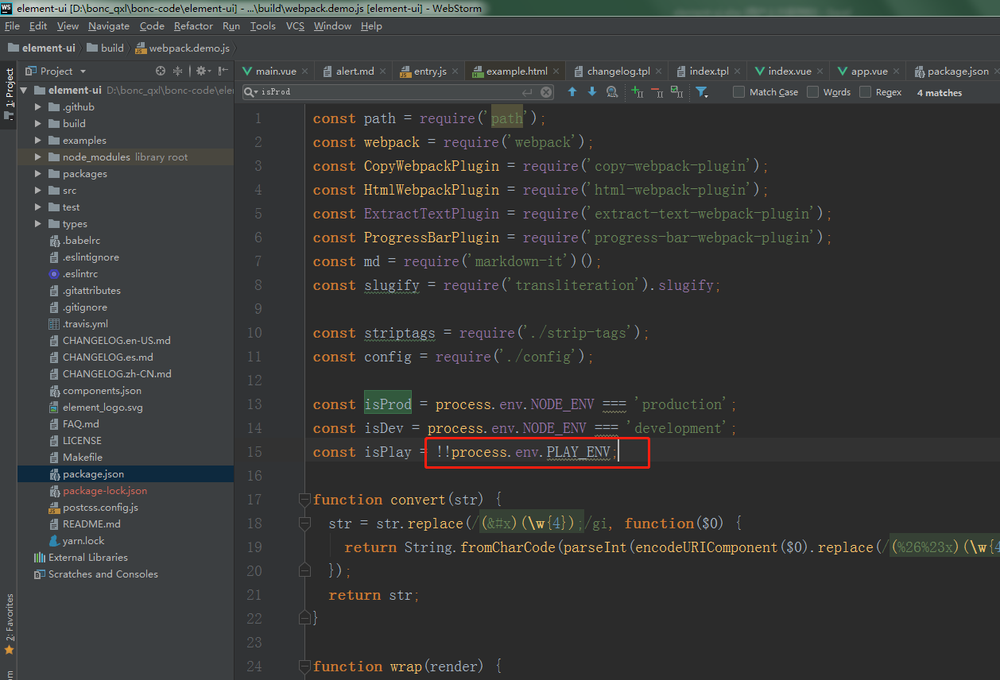 element-ui [D:\bonc_qxl\bonc-code\element-ui] - ...\build\webpack.demo.js [element-ui] - WebStorm
File Edit View Navigate Code Refactor Run Tools VCS Window Help
element-ui build webpack.demo.js
Project
main.vue alert.md entry.js example.html changelog.tpl index.tpl index.vue app.vue package.json
isProd Match Case Words Regex 4 matches
1: Project
element-ui D:\bonc_qxl\bonc-code\ele
.github
build
examples
node_modules library root
packages
src
test
types
.babelrc
.eslintignore
.eslintrc
.gitattributes
.gitignore
.travis.yml
CHANGELOG.en-US.md
CHANGELOG.es.md
CHANGELOG.zh-CN.md
components.json
element_logo.svg
FAQ.md
LICENSE
Makefile
package.json
package-lock.json
postcss.config.js
README.md
yarn.lock
External Libraries
Scratches and Consoles
2: Favorites
1 const path = require('path');
2 const webpack = require('webpack');
3 const CopyWebpackPlugin = require('copy-webpack-plugin');
4 const HtmlWebpackPlugin = require('html-webpack-plugin');
5 const ExtractTextPlugin = require('extract-text-webpack-plugin');
6 const ProgressBarPlugin = require('progress-bar-webpack-plugin');
7 const md = require('markdown-it')();
8 const slugify = require('transliteration').slugify;
9
10 const striptags = require('./strip-tags');
11 const config = require('./config');
12
13 const isProd = process.env.NODE_ENV === 'production';
14 const isDev = process.env.NODE_ENV === 'development';
15 const isPlay = !!process.env.PLAY_ENV;
16
17 function convert(str) {
18 str = str.replace(/(&#x)(\w{4});/gi, function($0) {
19 return String.fromCharCode(parseInt(encodeURIComponent($0).replace(/(%26%23x)(\w{4
20 });
21 return str;
22 }
23
24 function wrap(render) {